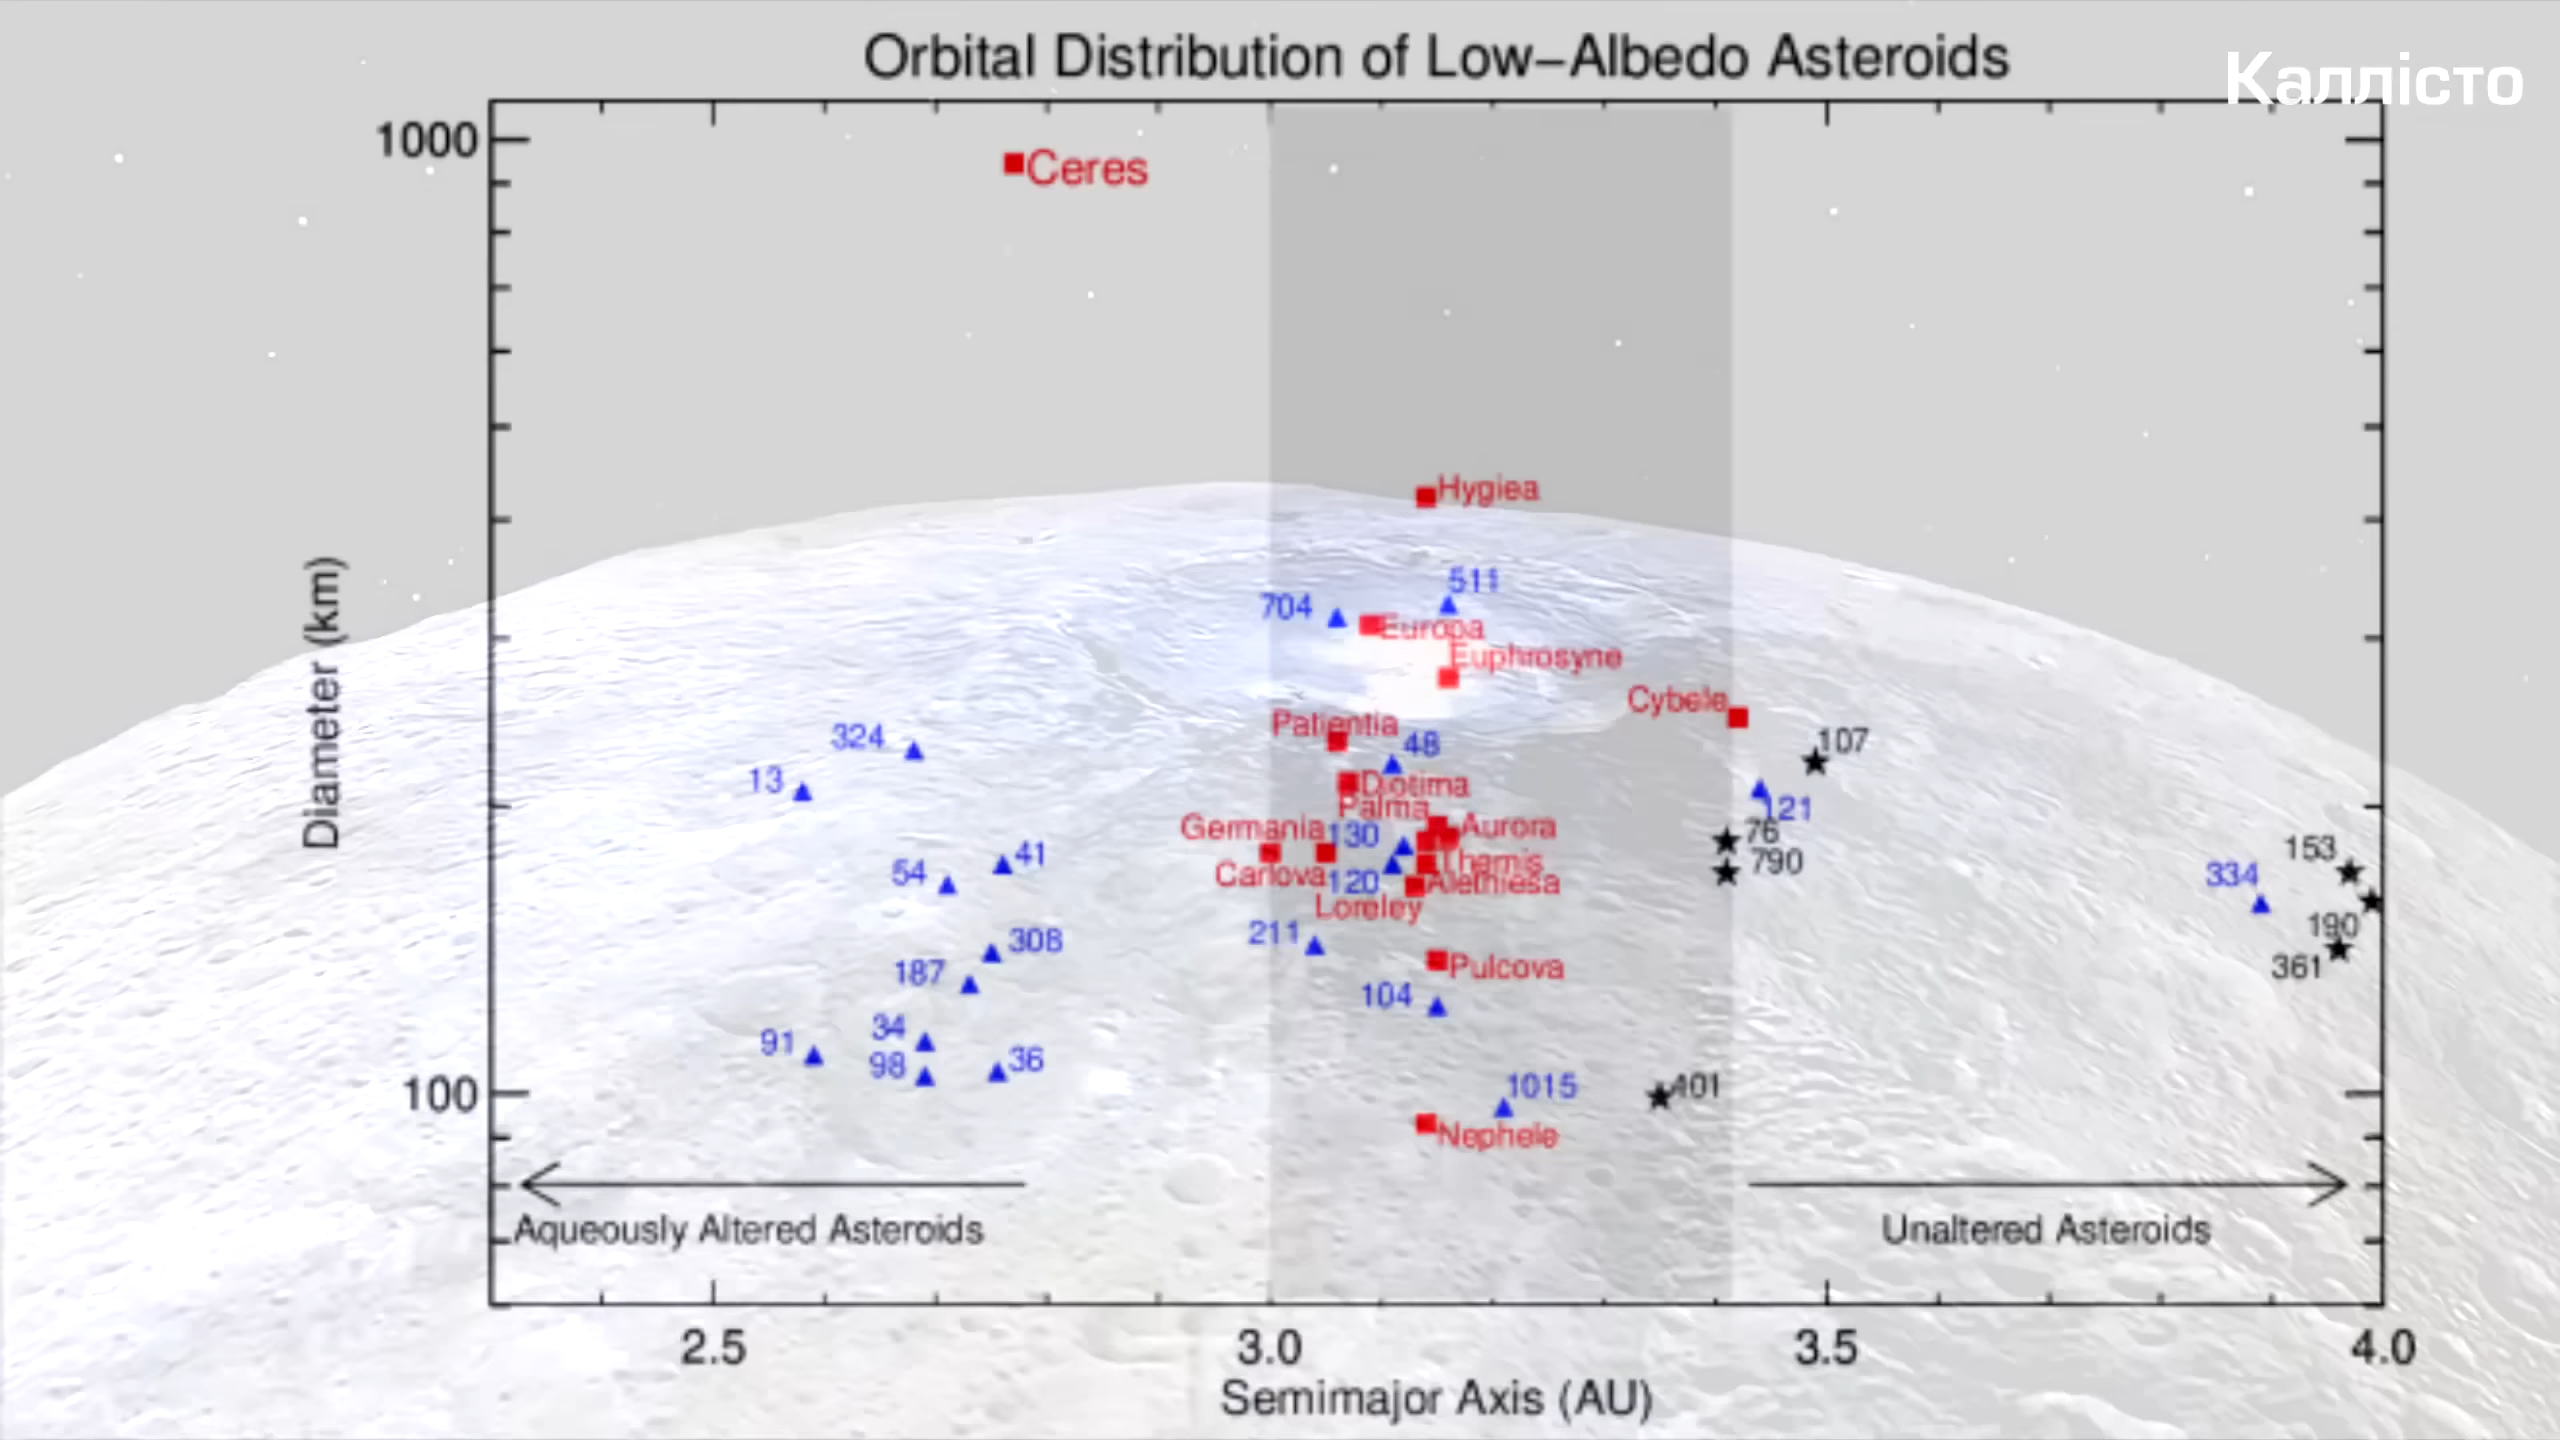 Orbital Distribution of Low-Albedo Asteroids
Каллісто
1000
Ceres
Hygiea
511
704
Europa
Euphrosyne
Cybele
Patientia
324
48
107
13
Diotima
Palma
121
Germania
130
Aurora
76
41
Themis
790
153
54
Carlova
120
Alethiesa
334
Loreley
211
190
308
Pulcova
361
187
104
34
91
98
36
100
1015
401
Nephele
Aqueously Altered Asteroids
Unaltered Asteroids
Diameter (km)
2.5
3.0
3.5
4.0
Semimajor Axis (AU)